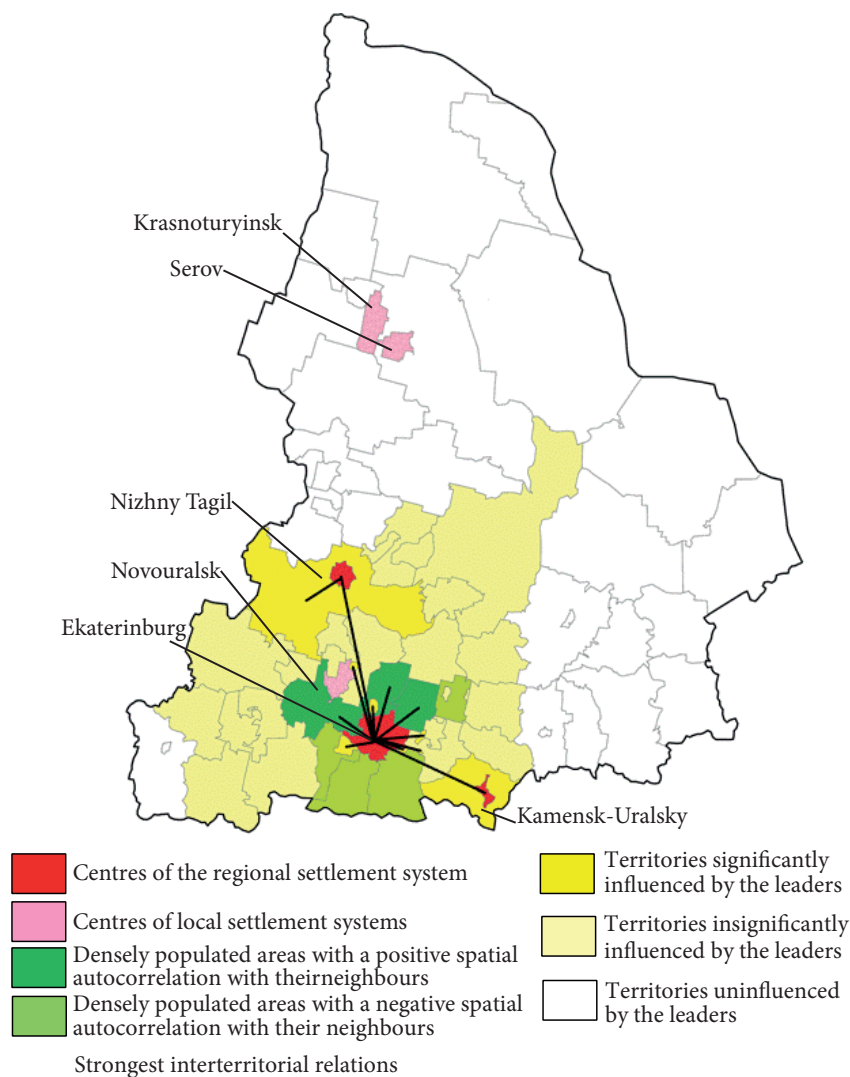 Krasnoturyinsk
Serov
Nizhny Tagil
Novouralsk
Ekaterinburg
Kamensk-Uralsky
Centres of the regional settlement system
Centres of local settlement systems
Densely populated areas with a positive spatial
autocorrelation with theirneighbours
Densely populated areas with a negative spatial
autocorrelation with their neighbours
Strongest interterritorial relations
Territories significantly
influenced by the leaders
Territories insignificantly
influenced by the leaders
Territories uninfluenced
by the leaders